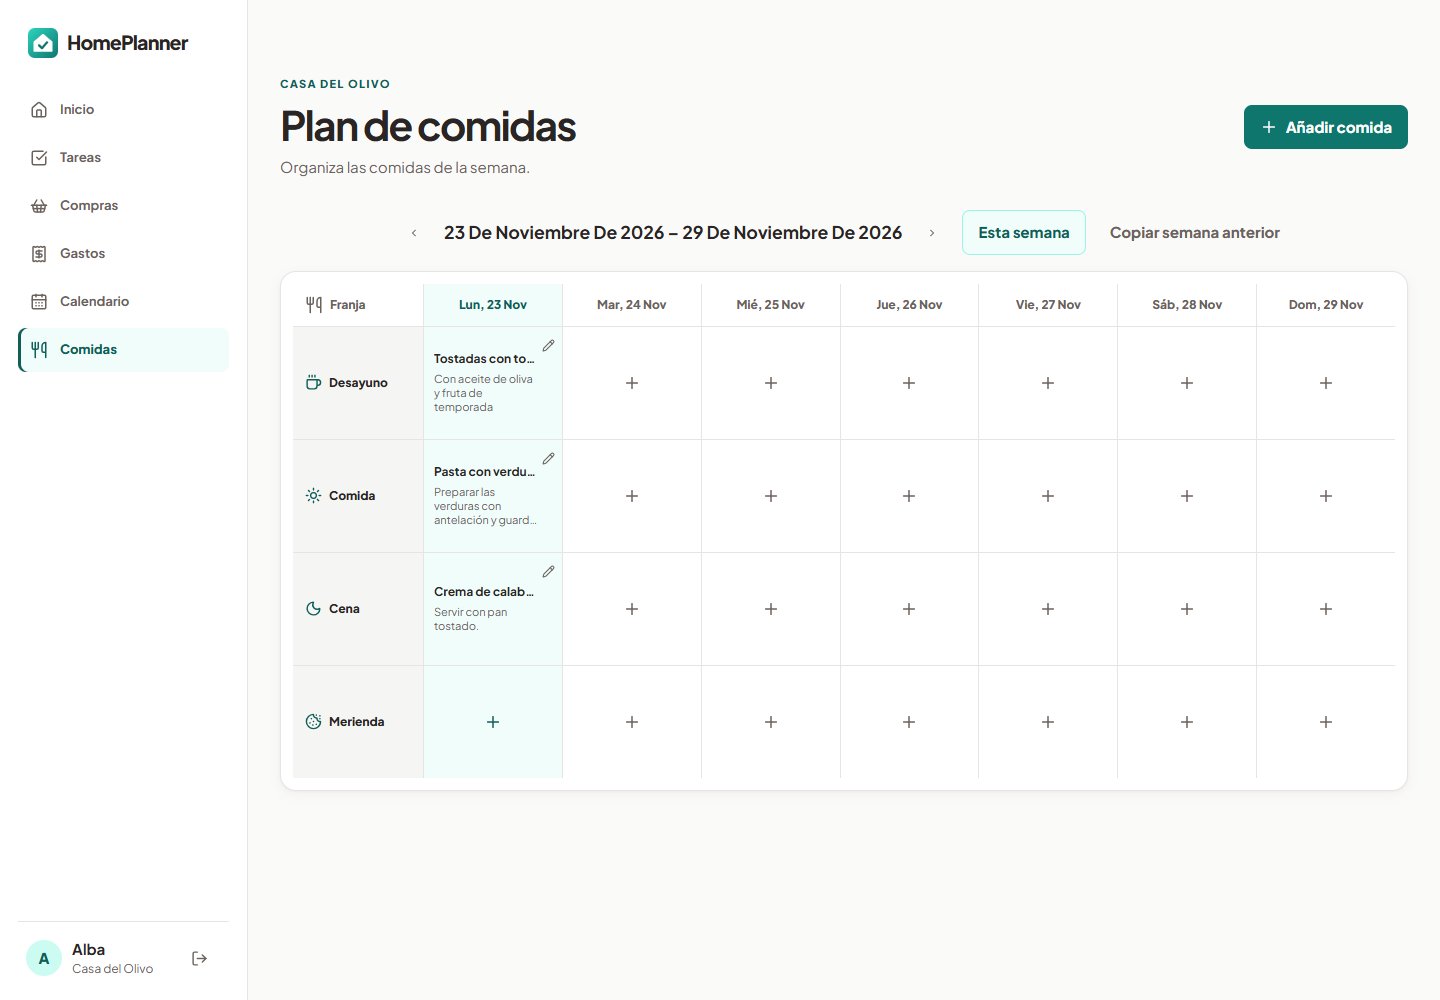 HomePlanner
Inicio
Tareas
Compras
Gastos
Calendario
Comidas
A
Alba
Casa del Olivo
CASA DEL OLIVO
Plan de comidas
Organiza las comidas de la semana.
Añadir comida
23 De Noviembre De 2026 – 29 De Noviembre De 2026
Esta semana
Copiar semana anterior
Franja
Lun, 23 Nov
Mar, 24 Nov
Mié, 25 Nov
Jue, 26 Nov
Vie, 27 Nov
Sáb, 28 Nov
Dom, 29 Nov
Desayuno
Tostadas con to...
Con aceite de oliva
y fruta de
temporada
Comida
Pasta con verdu...
Preparar las
verduras con
antelación y guard...
Cena
Crema de calab...
Servir con pan
tostado.
Merienda